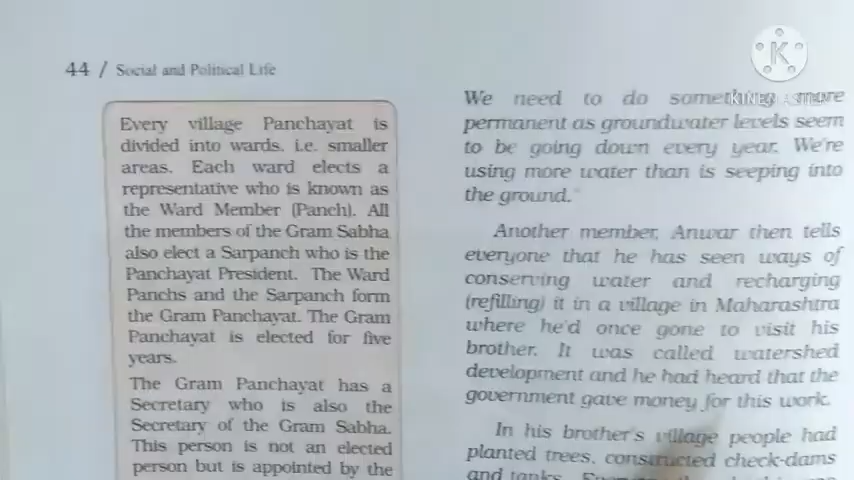 44 / Social and Political Life
Every village Panchayat is
divided into wards, i.e. smaller
areas. Each ward elects a
representative who is known as
the Ward Member (Panch). All
the members of the Gram Sabha
also elect a Sarpanch who is the
Panchayat President. The Ward
Panchs and the Sarpanch form
the Gram Panchayat. The Gram
Panchayat is elected for five
years.
The Gram Panchayat has a
Secretary who is also the
Secretary of the Gram Sabha.
This person is not an elected
person but is appointed by the
We need to do something more
permanent as groundwater levels seem
to be going down every year. We're
using more water than is seeping into
the ground."
Another member, Anwar then tells
everyone that he has seen ways of
conserving water and recharging
(refilling) it in a village in Maharashtra
where he'd once gone to visit his
brother. It was called watershed
development and he had heard that the
government gave money for this work.
In his brother's village people had
planted trees, constructed check-dams
and tanks.
K